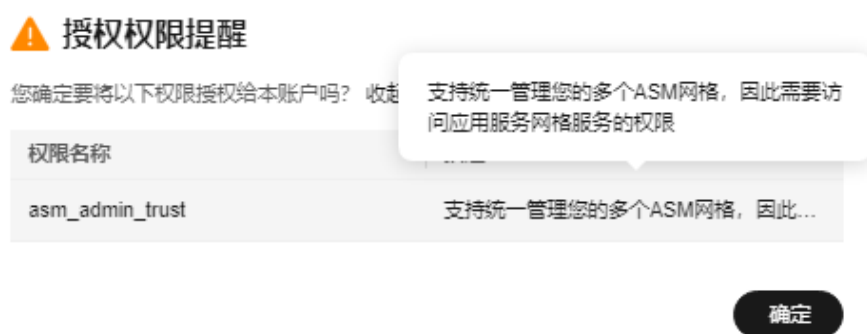 授权权限提醒
您确定要将以下权限授权给本账户吗? 收起
支持统一管理您的多个ASM网格，因此需要访
问应用服务网格服务的权限
权限名称
asm_admin_trust
支持统一管理您的多个ASM网格，因此...
确定